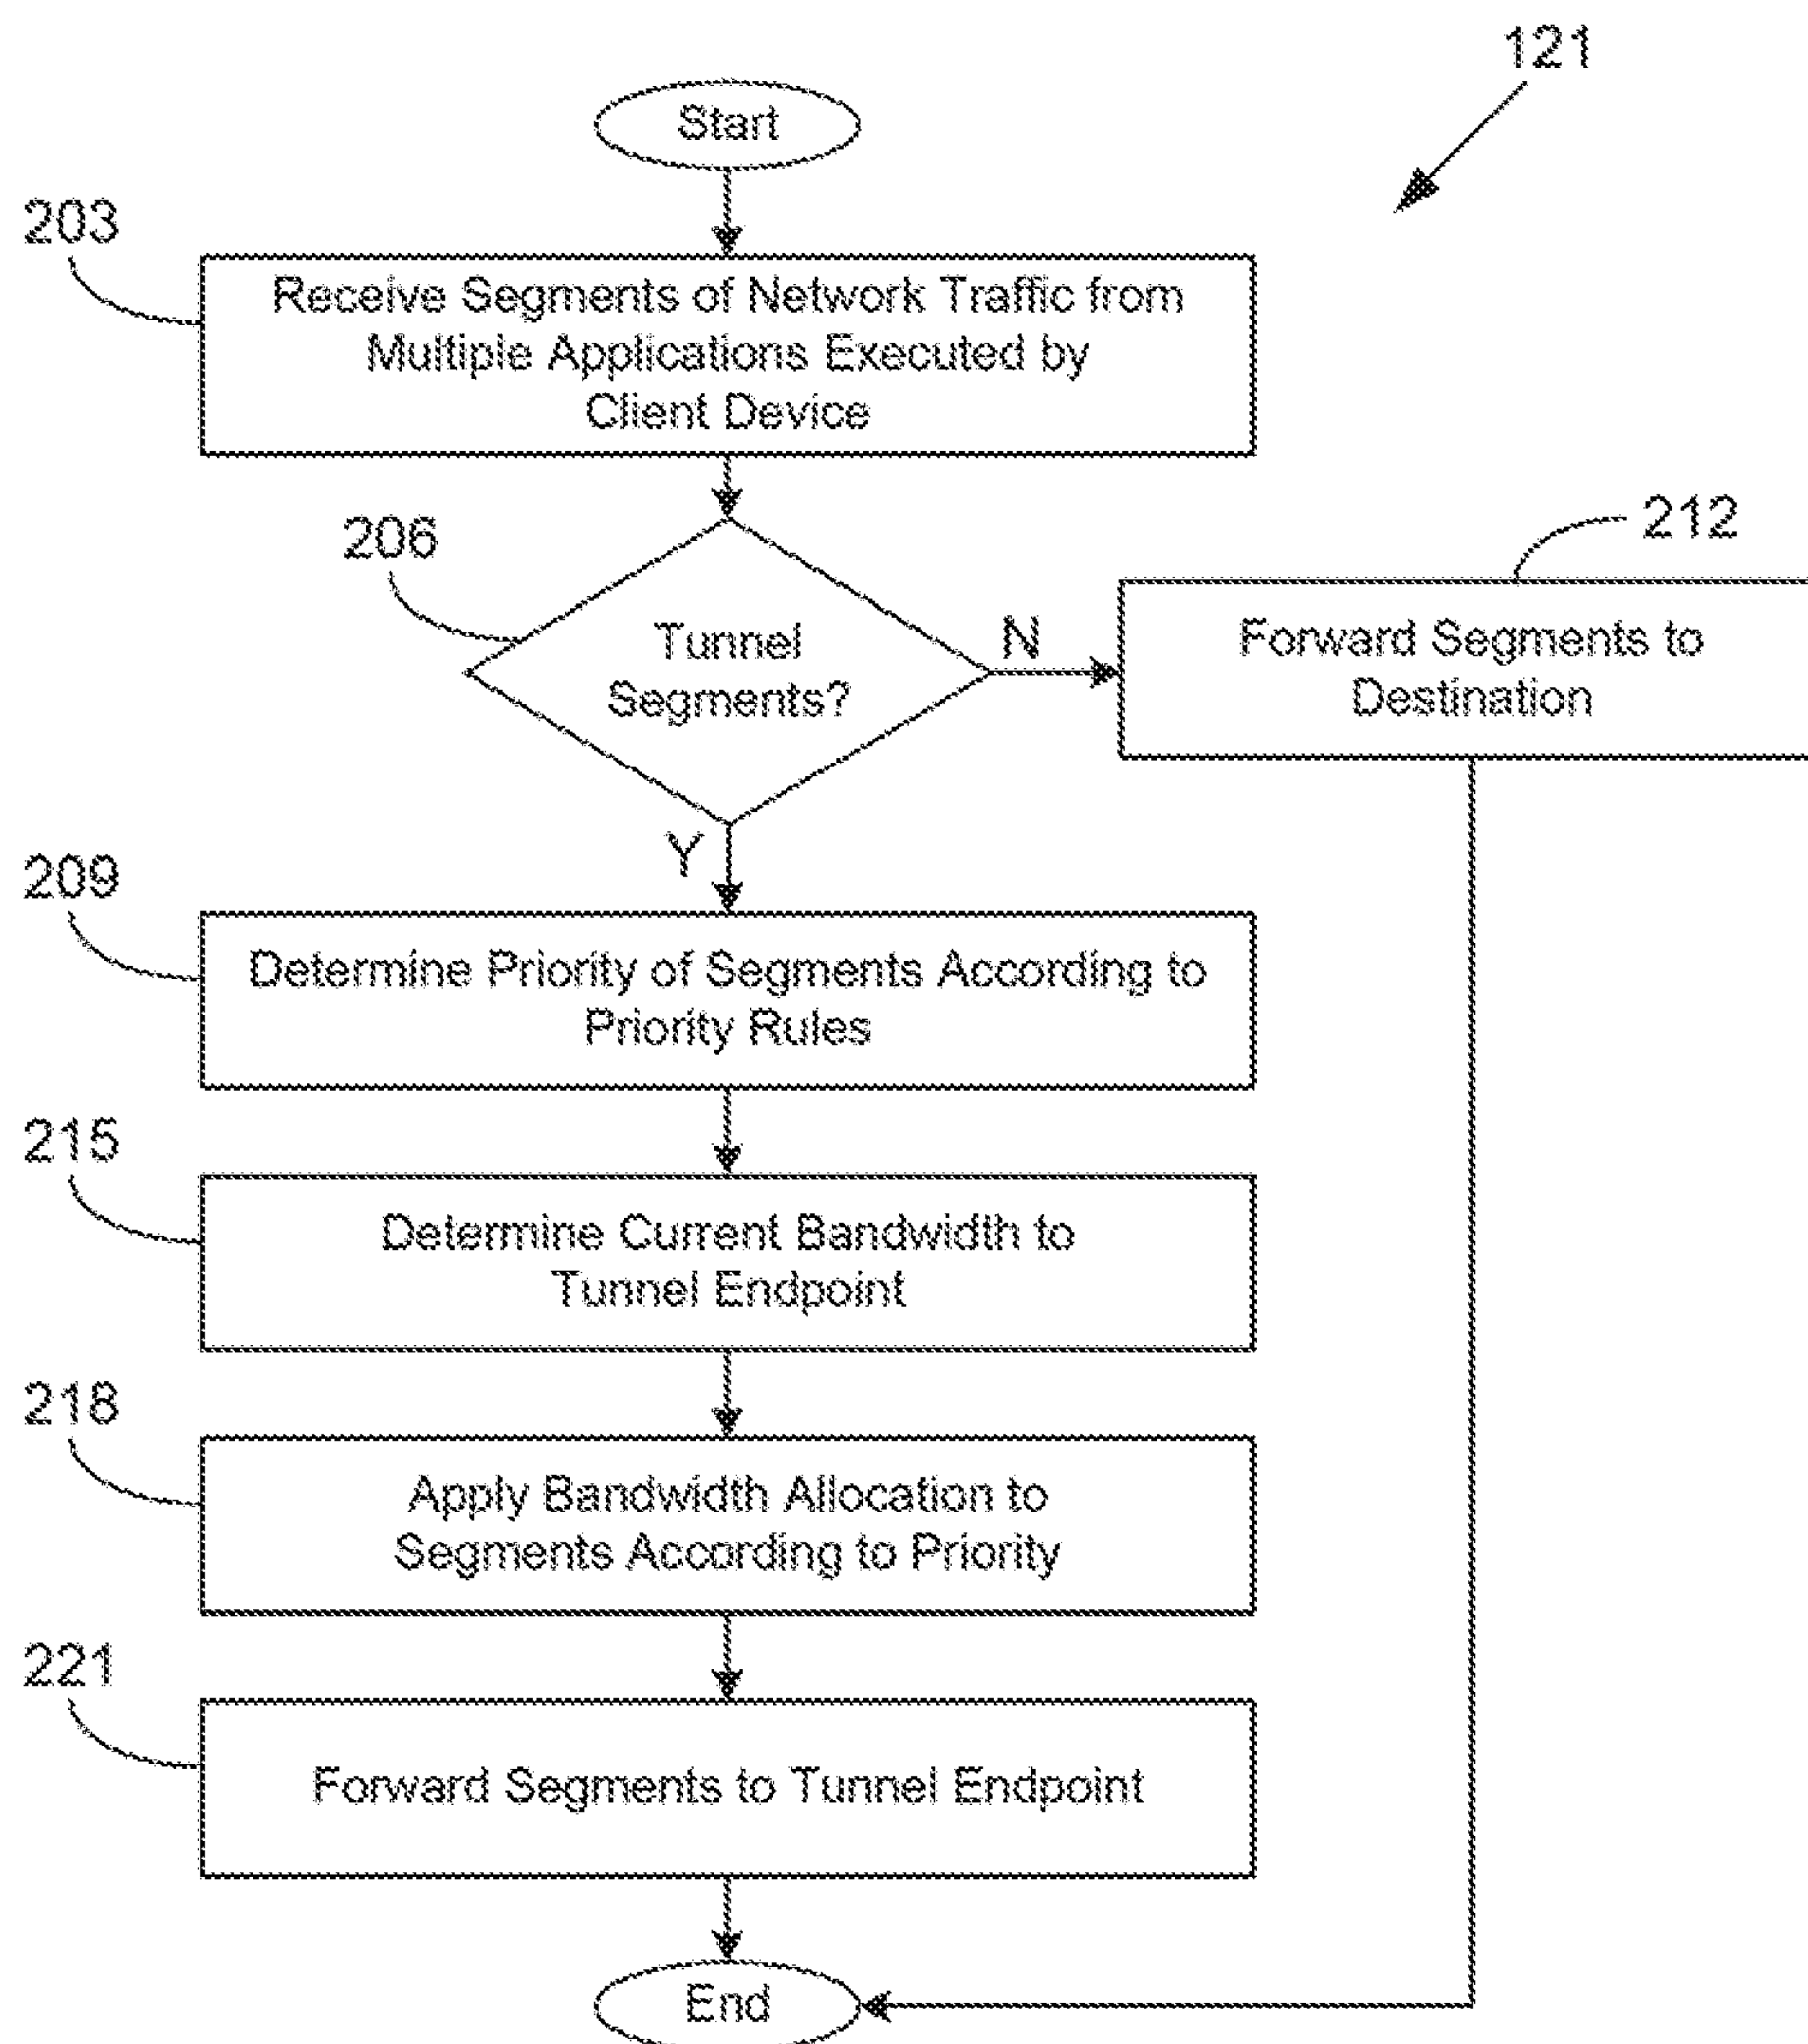 121
Start
203
Receive Segments of Network Traffic from
Multiple Applications Executed by
Client Device
206
Tunnel
Segments?
N
212
Forward Segments to
Destination
Y
209
Determine Priority of Segments According to
Priority Rules
215
Determine Current Bandwidth to
Tunnel Endpoint
218
Apply Bandwidth Allocation to
Segments According to Priority
221
Forward Segments to Tunnel Endpoint
End